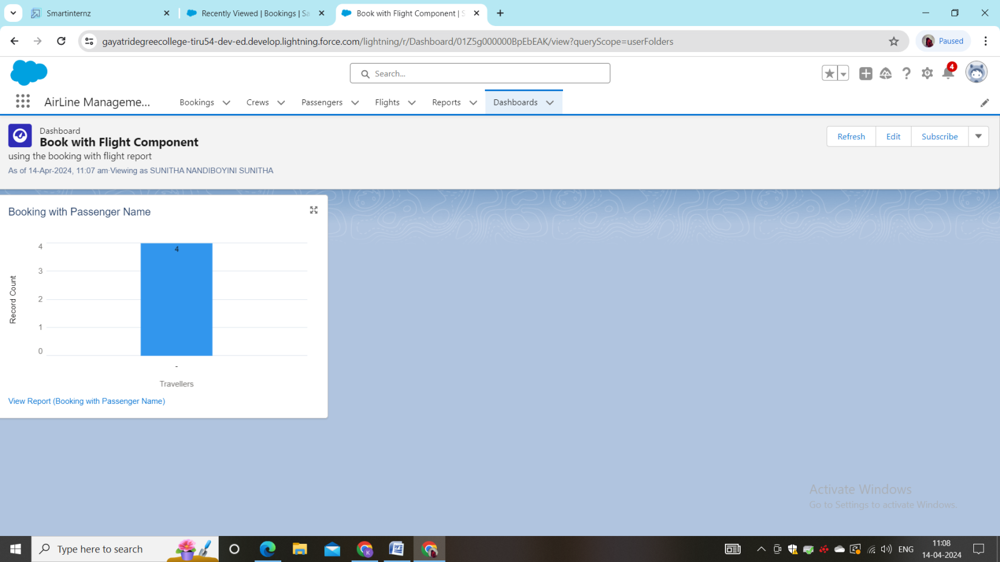 Smartinternz
Recently Viewed | Bookings | Sa
Book with Flight Component | S
gayatridegreecollege-tiru54-dev-ed.develop.lightning.force.com/lightning/r/Dashboard/01Z5g000000BpEbEAK/view?queryScope=userFolders
Paused
Search...
4
AirLine Manageme...
Bookings
Crews
Passengers
Flights
Reports
Dashboards
Dashboard
Book with Flight Component
using the booking with flight report
As of 14-Apr-2024, 11:07 am·Viewing as SUNITHA NANDIBOYINI SUNITHA
Refresh
Edit
Subscribe
Booking with Passenger Name
Record Count
4
3
2
1
0
4
-
Travellers
View Report (Booking with Passenger Name)
Activate Windows
Go to Settings to activate Windows.
Type here to search
K
ENG
11:08
14-04-2024